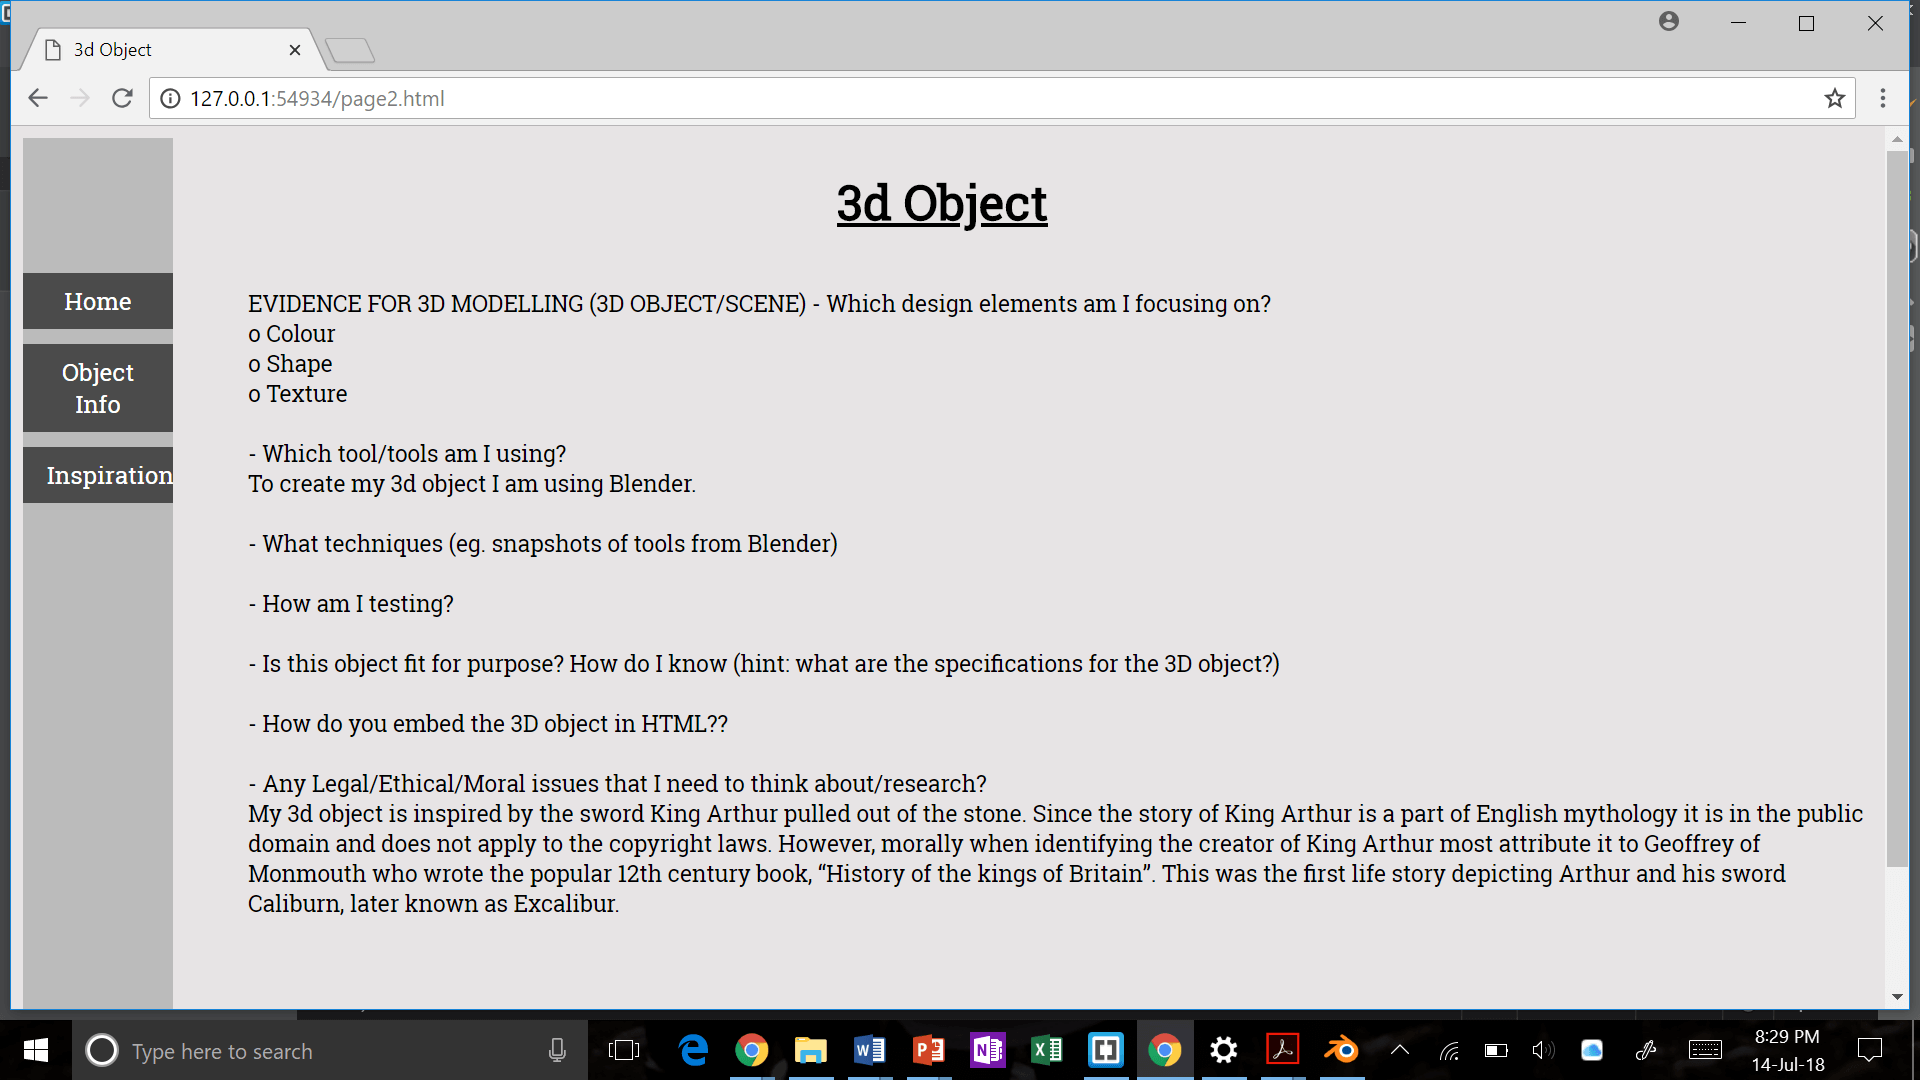 3d Object
127.0.0.1:54934/page2.html
3d Object
Home
Object
Info
Inspiration
EVIDENCE FOR 3D MODELLING (3D OBJECT/SCENE) - Which design elements am I focusing on?
o Colour
o Shape
o Texture
- Which tool/tools am I using?
To create my 3d object I am using Blender.
- What techniques (eg. snapshots of tools from Blender)
- How am I testing?
- Is this object fit for purpose? How do I know (hint: what are the specifications for the 3D object?)
- How do you embed the 3D object in HTML??
- Any Legal/Ethical/Moral issues that I need to think about/research?
My 3d object is inspired by the sword King Arthur pulled out of the stone. Since the story of King Arthur is a part of English mythology it is in the public
domain and does not apply to the copyright laws. However, morally when identifying the creator of King Arthur most attribute it to Geoffrey of
Monmouth who wrote the popular 12th century book, “History of the kings of Britain”. This was the first life story depicting Arthur and his sword
Caliburn, later known as Excalibur.
Type here to search
8:29 PM
14-Jul-18